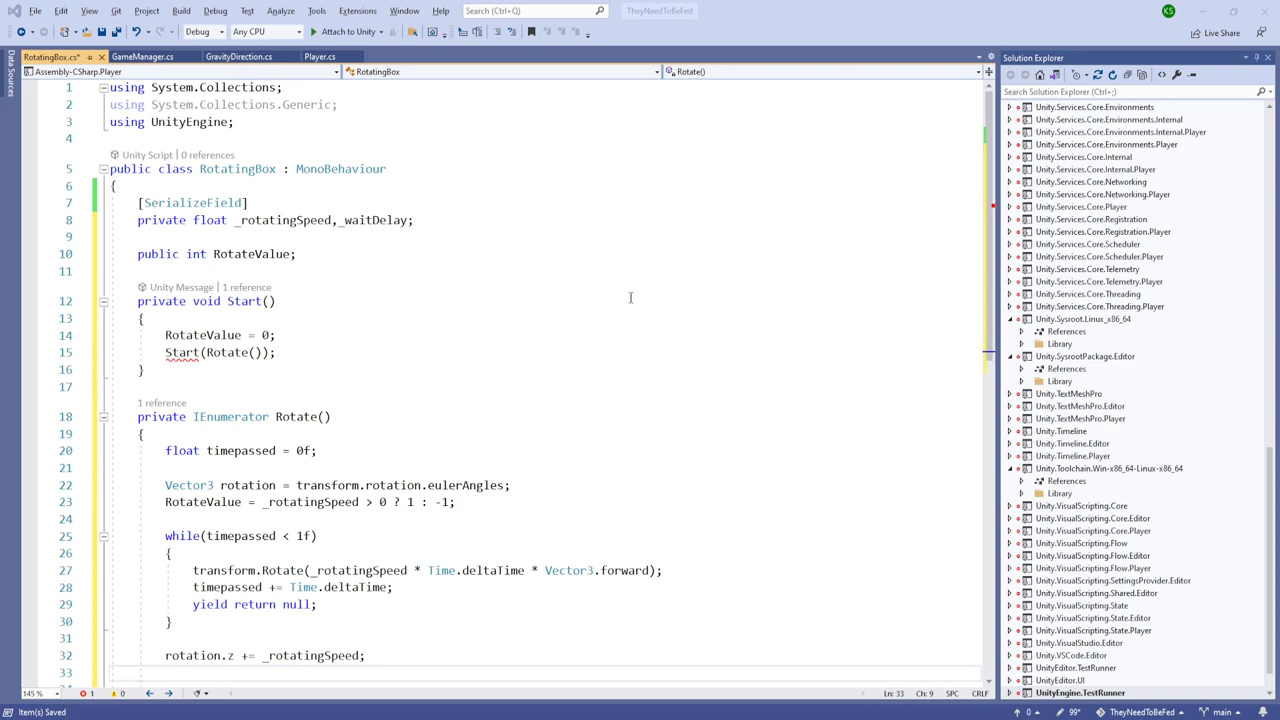 File Edit View Git Project Build Debug Test Analyze Tools Extensions Window Help Search (Ctrl+Q) TheyNeedToBeFed KS
Debug Any CPU Attach to Unity Live Share
Data Sources
RotatingBox.cs* GameManager.cs GravityDirection.cs Player.cs
Assembly-CSharp.Player RotatingBox Rotate()
1 using System.Collections;
2 using System.Collections.Generic;
3 using UnityEngine;
4
Unity Script | 0 references
5 public class RotatingBox : MonoBehaviour
6 {
7 [SerializeField]
8 private float _rotatingSpeed,_waitDelay;
9
10 public int RotateValue;
11
Unity Message | 1 reference
12 private void Start()
13 {
14 RotateValue = 0;
15 Start(Rotate());
16 }
17
1 reference
18 private IEnumerator Rotate()
19 {
20 float timepassed = 0f;
21
22 Vector3 rotation = transform.rotation.eulerAngles;
23 RotateValue = _rotatingSpeed > 0 ? 1 : -1;
24
25 while(timepassed < 1f)
26 {
27 transform.Rotate(_rotatingSpeed * Time.deltaTime * Vector3.forward);
28 timepassed += Time.deltaTime;
29 yield return null;
30 }
31
32 rotation.z += _rotatingSpeed;
33
145 % 1 0 Ln: 33 Ch: 9 SPC CRLF
Solution Explorer
Search Solution Explorer (Ctrl+;)
Unity.Services.Core.Environments
Unity.Services.Core.Environments.Internal
Unity.Services.Core.Environments.Internal.Player
Unity.Services.Core.Environments.Player
Unity.Services.Core.Internal
Unity.Services.Core.Internal.Player
Unity.Services.Core.Networking
Unity.Services.Core.Networking.Player
Unity.Services.Core.Player
Unity.Services.Core.Registration
Unity.Services.Core.Registration.Player
Unity.Services.Core.Scheduler
Unity.Services.Core.Scheduler.Player
Unity.Services.Core.Telemetry
Unity.Services.Core.Telemetry.Player
Unity.Services.Core.Threading
Unity.Services.Core.Threading.Player
Unity.Sysroot.Linux_x86_64
References
Library
Unity.SysrootPackage.Editor
References
Library
Unity.TextMeshPro
Unity.TextMeshPro.Editor
Unity.TextMeshPro.Player
Unity.Timeline
Unity.Timeline.Editor
Unity.Timeline.Player
Unity.Toolchain.Win-x86_64-Linux-x86_64
References
Library
Unity.VisualScripting.Core
Unity.VisualScripting.Core.Editor
Unity.VisualScripting.Core.Player
Unity.VisualScripting.Flow
Unity.VisualScripting.Flow.Editor
Unity.VisualScripting.Flow.Player
Unity.VisualScripting.SettingsProvider.Editor
Unity.VisualScripting.Shared.Editor
Unity.VisualScripting.State
Unity.VisualScripting.State.Editor
Unity.VisualScripting.State.Player
Unity.VisualStudio.Editor
Unity.VSCode.Editor
UnityEditor.TestRunner
UnityEditor.UI
UnityEngine.TestRunner
Item(s) Saved 0 99+ TheyNeedToBeFed main